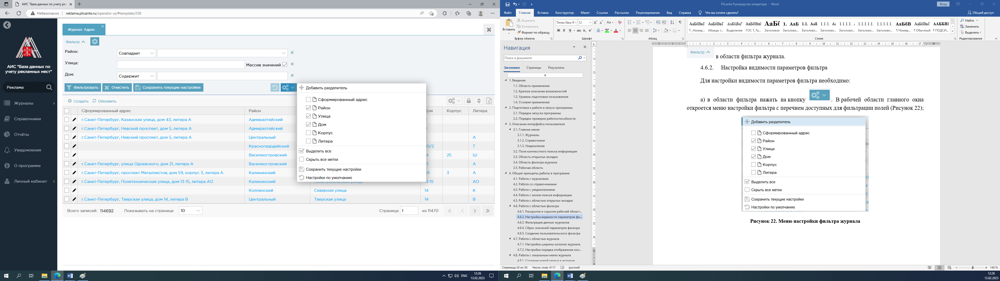 АИС "База данных по учету рек
Небезопасно | reklama.plicante.ru/operator-ui/#template/258
АИС "База данных по
учету рекламных мест"
Реклама
Журналы
Справочники
Отчёты
Уведомления
О программе
Личный кабинет
Журнал: Адрес
Фильтр
Район:
Совпадает
Улица:
Массив значений
Дом:
Содержит
Фильтровать
Очистить
Сохранить текущие настройки
Добавить разделитель
Сформированный адрес
Район
Улица
Дом
Корпус
Литера
Выделить все
Скрыть все метки
Сохранить текущие настройки
Настройки по умолчанию
Создать
Обновить
Сформированный адрес Район ом Корпус Литера
г.Санкт-Петербург, Казанская улица, дом 43, литера А Адмиралтейский
г.Санкт-Петербург, Невский проспект, дом 5, литера А Адмиралтейский
г.Санкт-Петербург, Невский проспект, дом 5, литера А Центральный А
Красногвардейский 30/2 Т
Василеостровский 4 25 Ш
г.Санкт-Петербург, улица Одоевского, дом 21, литера А Василеостровский 21 А
г.Санкт-Петербург, проспект Металлистов, дом 59, корпус 3, литера А Калининский 59 3 А
г.Санкт-Петербург, Политехническая улица, дом 13-15, литера АО Калининский Политехническая улица 13-15 АО
Колпинский Северная улица 14 К
г.Санкт-Петербург, Тверская улица, дом 14, литера В Центральный Тверская улица 14 В
Всего записей: 114692 Показывать на странице 10 Страница 1 из 11470
ENG
12:26
13.02.2023
Plicante Руководство оператора - Word
Вход
Файл Главная Вставка Конструктор Макет Ссылки Рассылки Рецензирование Вид Справка Что вы хотите сделать? Общий доступ
Вставить
Вырезать
Копировать
Формат по образцу
Буфер обмена
Times New R 12
Ж К Ч abc
Шрифт
Абзац
АаБбВвГ АаБбВвГ АаБбВвГ АаБбВвГ АаБб 1. Аа 1.1. АаБ 1.1.1. Аа 1.1.1.1. 1.1.1.1.1. 1.1.1.1.1. АаБбВ АаБбВвГ ААББВ
¶ _Номер... Абзацы т... Выделение ГОСТ Т_Та... Заголовок Заголово... Заголово... Заголово... Заголово... Заголово... Заголово... ¶ Номер... ¶ Обычный ¶ ПОДСИ...
Стили
Найти
Заменить
Выделить
Редактирование
Навигация
Поиск в документе
Заголовки Страницы Результаты
1. Введение
1.1. Область применения
1.2. Краткое описание возможностей
1.3. Уровень подготовки пользователя
1.4. Условия применения
2. Подготовка к работе и запуск программы
2.1. Порядок запуска программы
2.2. Порядок проверки работоспособности
3. Описание интерфейса пользователя
3.1. Главное меню
3.1.1. Журналы
3.1.2. Справочники
3.1.3. Уведомления
3.2. Поле контекстного поиска информации
3.3. Область открытых вкладок
3.4. Область фильтра журнала
3.5. Рабочая область
4. Общие принципы работы в программе
4.1. Работа с журналами
4.2. Работа со справочниками
4.3. Работа с уведомлениями
4.4. Работа с окном поиска информации
4.5. Работа с областью открытых вкладок
4.6. Работа с областью фильтра
4.6.1. Раскрытие и скрытие рабочей област...
4.6.2. Настройка видимости параметров фи...
4.6.3. Фильтрация данных журналов
4.6.4. Сброс значений параметров фильтра
4.6.5. Создание пользовательского фильтра
4.7. Работа с областью журнала
4.7.1. Настройка ширины колонок журнала
4.7.2. Настройка порядка отображения кол...
4.8. Работа с локальным меню журнала
4.8.1. Создание новой записи в журнале
Фильтр
в области фильтра журнала.
4.6.2. Настройка видимости параметров фильтра
Для настройки видимости параметров фильтра необходимо:
а) в области фильтра нажать на кнопку . В рабочей области главного окна
откроется меню настройки фильтра с перечнем доступных для фильтрации полей (Рисунок 22);
Добавить разделитель
Сформированный адрес
Район
Улица
Дом
Корпус
Литера
Выделить все
Скрыть все метки
Сохранить текущие настройки
Настройки по умолчанию
Рисунок 22. Меню настройки фильтра журнала
Страница 20 из 38 Число слов: 4117 русский
140 %
12:26
13.02.2023